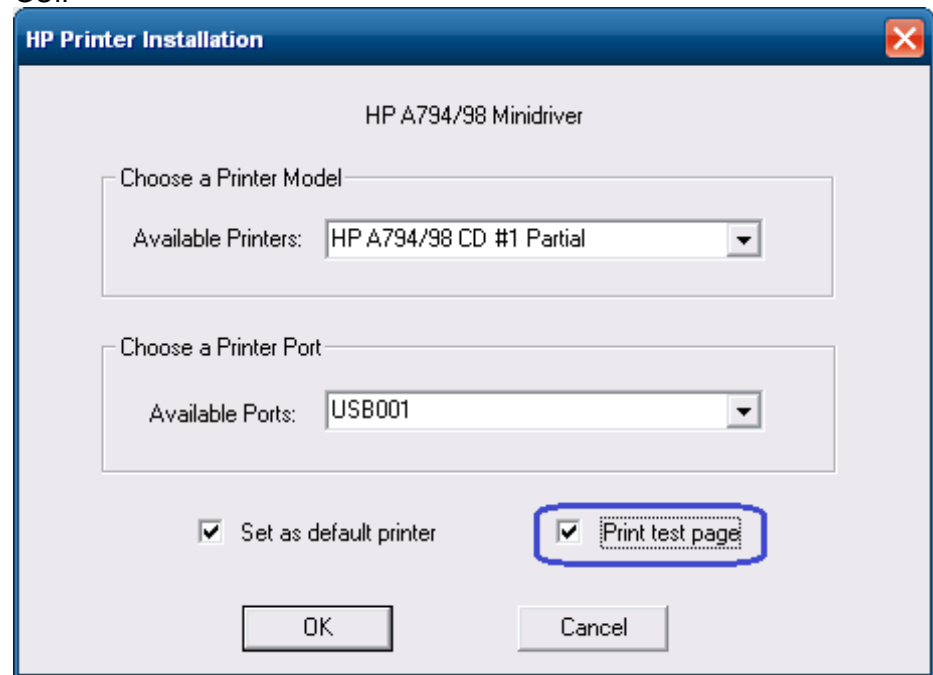 HP Printer Installation
HP A794/98 Minidriver
Choose a Printer Model
Available Printers: HP A794/98 CD #1 Partial
Choose a Printer Port
Available Ports: USB001
Set as default printer Print test page
OK Cancel